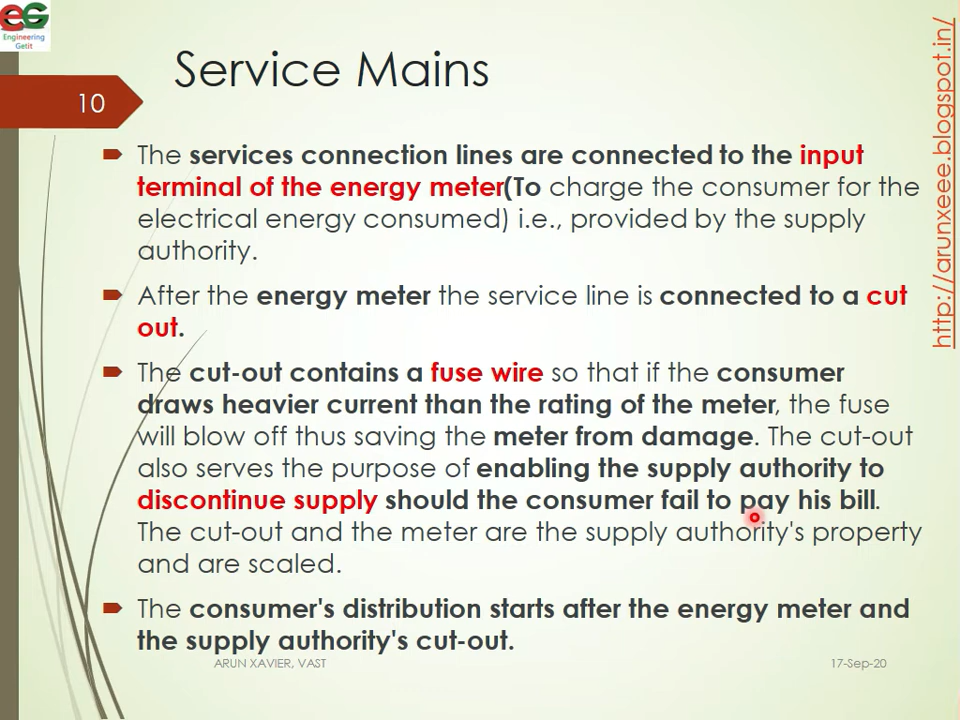 EG
Engineering
Getit
Service Mains
10
The services connection lines are connected to the input
terminal of the energy meter(To charge the consumer for the
electrical energy consumed) i.e., provided by the supply
authority.
After the energy meter the service line is connected to a cut
out.
The cut-out contains a fuse wire so that if the consumer
draws heavier current than the rating of the meter, the fuse
will blow off thus saving the meter from damage. The cut-out
also serves the purpose of enabling the supply authority to
discontinue supply should the consumer fail to pay his bill.
The cut-out and the meter are the supply authority's property
and are scaled.
The consumer's distribution starts after the energy meter and
the supply authority's cut-out.
ARUN XAVIER, VAST
17-Sep-20
http://arunxeee.blogspot.in/